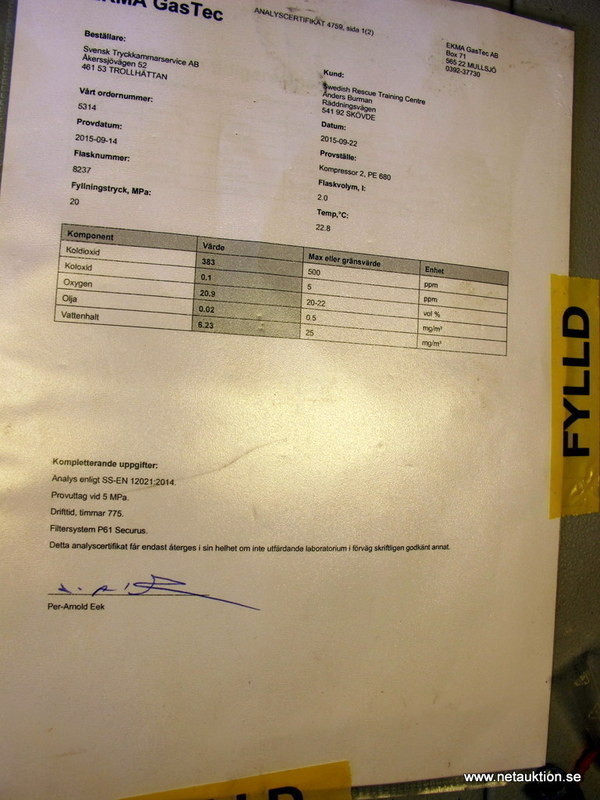 EKMA GasTec
ANALYSCERTIFIKAT 4759, side 1(2)
EKMA GasTec AB
Box 71
565 22 MULLSJÖ
0392-37730
Beställare:
Svensk Tryckkammarservice AB
Åkerssjövägen 52
461 53 TROLLHÄTTAN
Kund:
Swedish Rescue Training Centre
Anders Burman
Räddningsvägen
541 92 SKÖVDE
Vårt ordernummer:
5314
Datum:
2015-09-22
Provdatum:
2015-09-14
Provställe:
Kompressor 2, PE 680
Flasknummer:
8237
Flaskvolym, l:
2.0
Fyllningstryck, MPa:
20
Temp,°C:
22.8
Komponent Värde Max eller gränsvärde Enhet
Koldioxid 383 500 ppm
Koloxid 0.1 5 ppm
Oxygen 20.9 20-22 vol %
Olja 0.02 0.5 mg/m³
Vattenhalt 6.23 25 mg/m³
FYLLD
Kompletterande uppgifter:
Analys enligt SS-EN 12021:2014.
Provuttag vid 5 MPa.
Drifttid, timmar 775.
Filtersystem P61 Securus.
Detta analyscertifikat får endast återges i sin helhet om inte utfärdande laboratorium i förväg skriftligen godkänt annat.
Per-Arnold Eek
www.netauktion.se